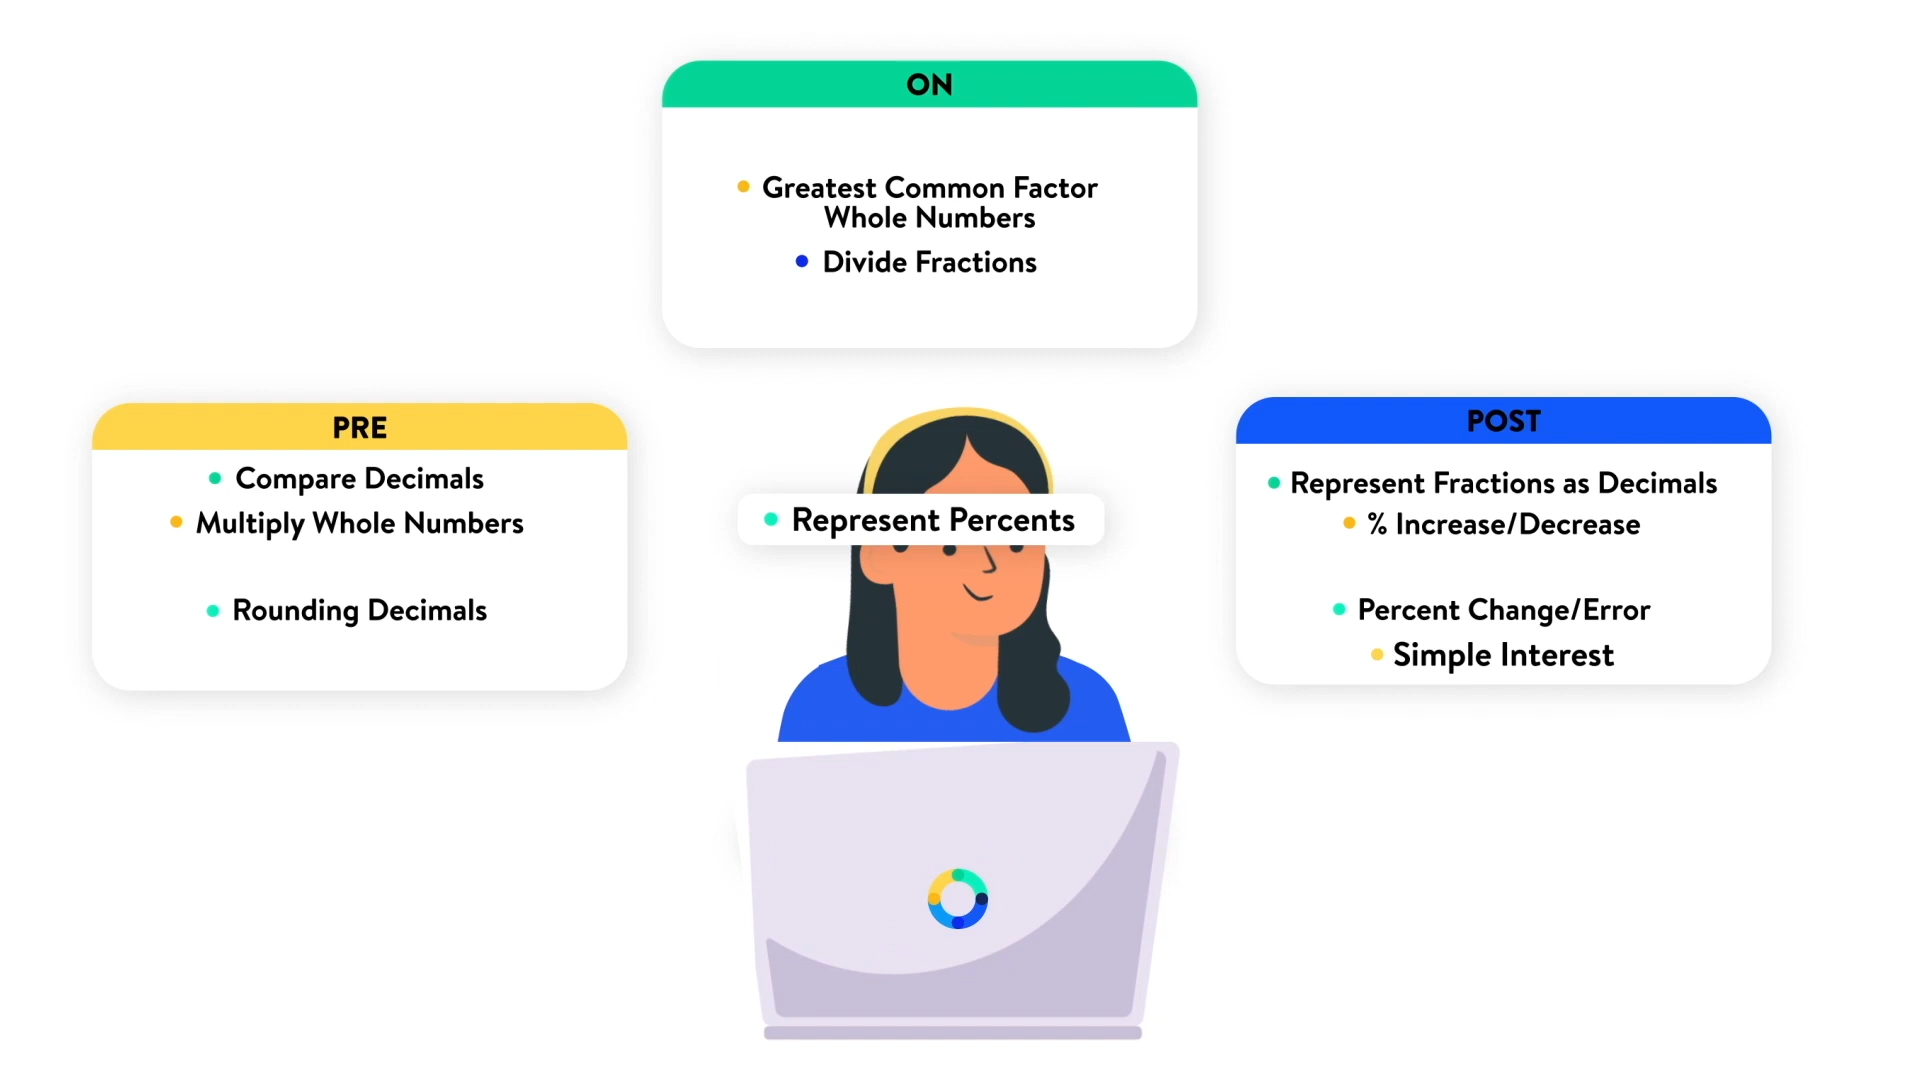 ON
Greatest Common Factor
Whole Numbers
Divide Fractions
PRE
Compare Decimals
Multiply Whole Numbers
Rounding Decimals
Represent Percents
POST
Represent Fractions as Decimals
% Increase/Decrease
Percent Change/Error
Simple Interest